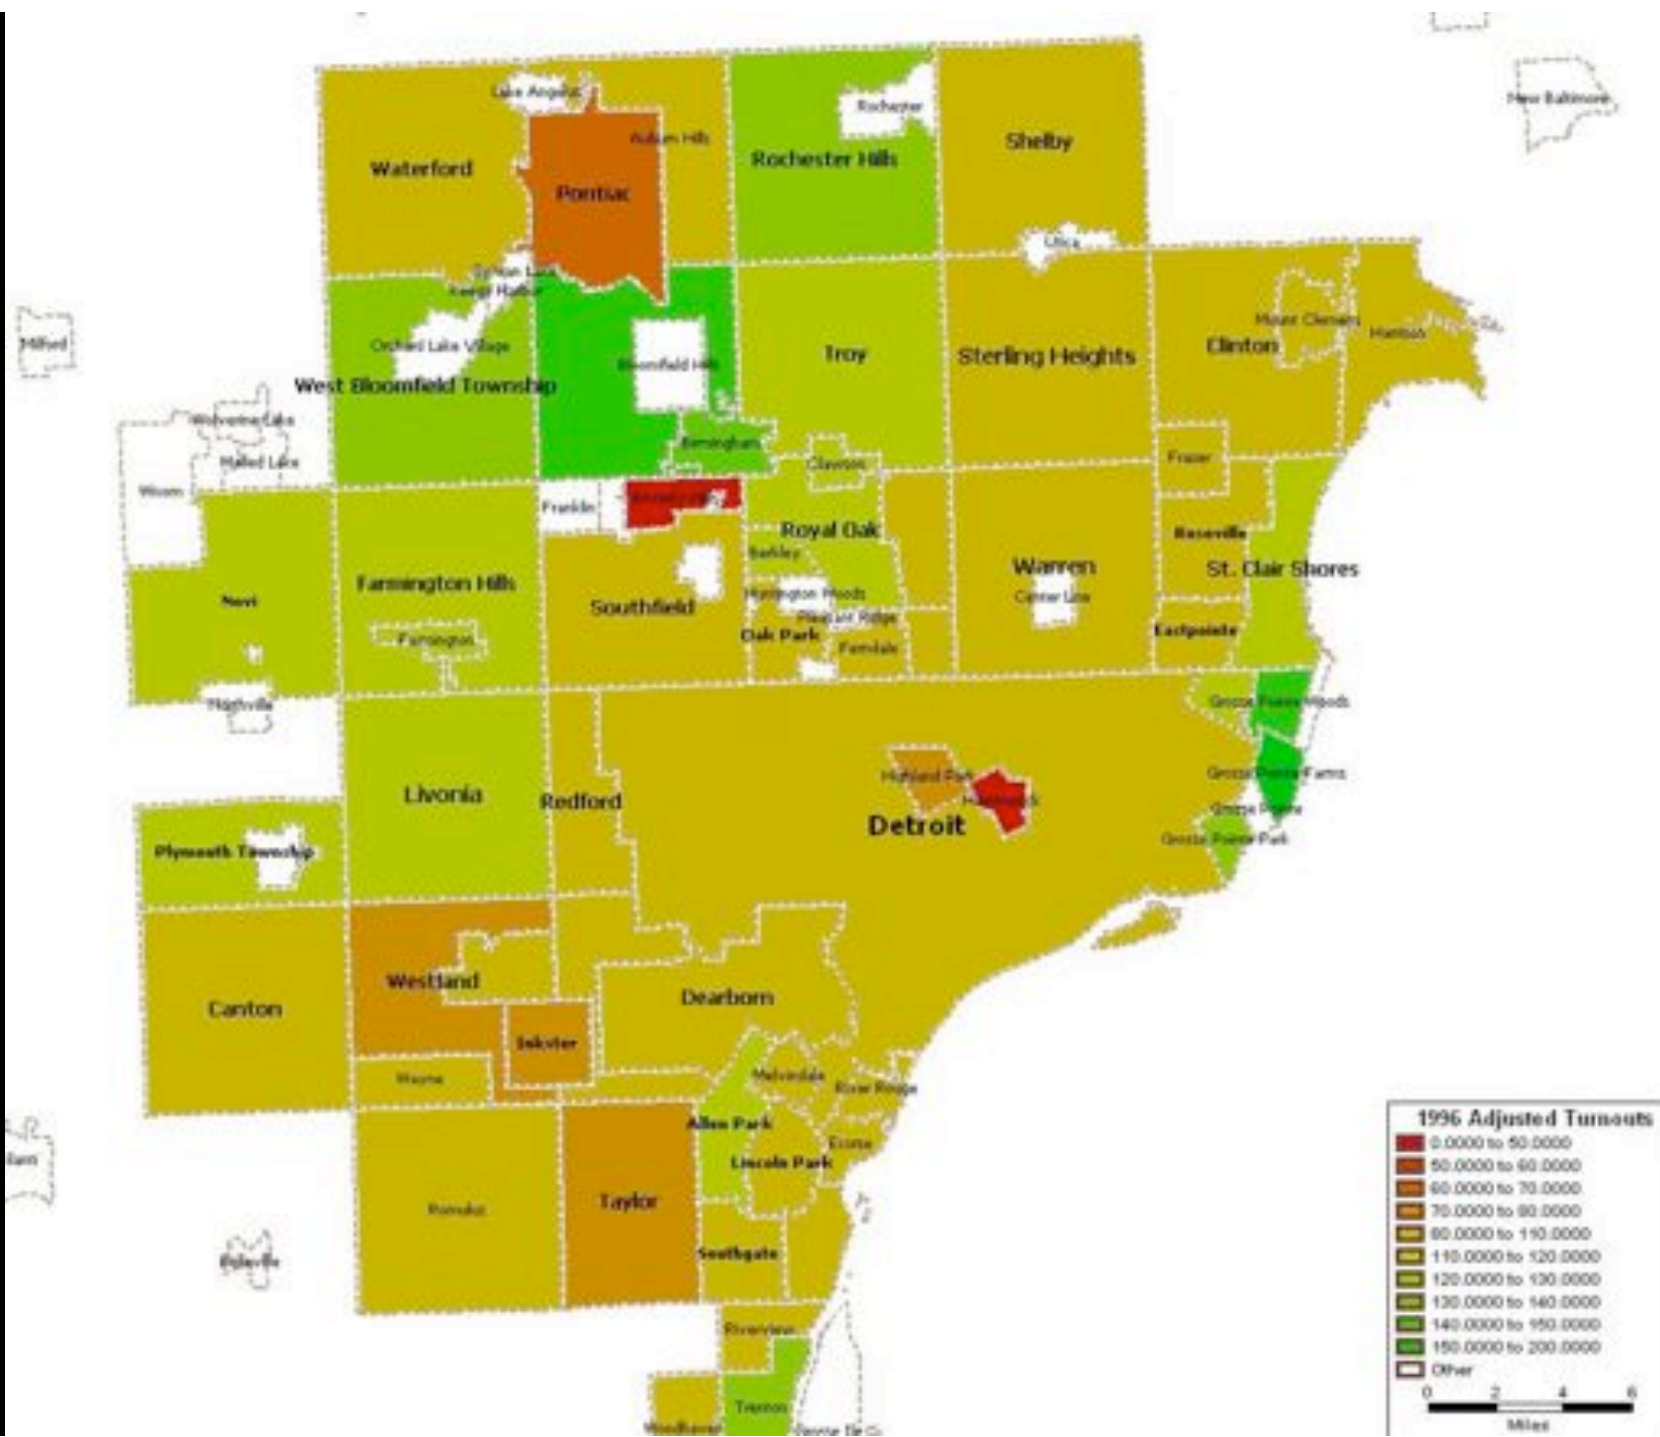 Lake Angelus
New Baltimore
Rochester
Auburn Hills
Shelby
Waterford
Rochester Hills
Pontiac
Utica
Sylvan Lake
Keego Harbor
Mount Clemens
Harrison
Milford
Orchard Lake Village
Troy
Sterling Heights
Clinton
Bloomfield Hills
West Bloomfield Township
Wolverine Lake
Birmingham
Walled Lake
Clawson
Fraser
Wixom
Franklin
Royal Oak
Roseville
Berkley
Warren
St. Clair Shores
Farmington Hills
Novi
Southfield
Huntington Woods
Center Line
Pleasant Ridge
Oak Park
Eastpointe
Farmington
Ferndale
Northville
Grosse Pointe Woods
Highland Park
Grosse Pointe Farms
Livonia
Redford
Hamtramck
Grosse Pointe
Detroit
Grosse Pointe Park
Plymouth Township
Westland
Canton
Dearborn
Inkster
Wayne
Melvindale
River Rouge
Allen Park
Ecorse
Lincoln Park
Romulus
Taylor
Southgate
Belleville
Riverview
Trenton
Woodhaven
1996 Adjusted Turnouts
0.0000 to 50.0000
50.0000 to 60.0000
60.0000 to 70.0000
70.0000 to 80.0000
80.0000 to 110.0000
110.0000 to 120.0000
120.0000 to 130.0000
130.0000 to 140.0000
140.0000 to 150.0000
150.0000 to 200.0000
Other
0 2 4 6
Miles